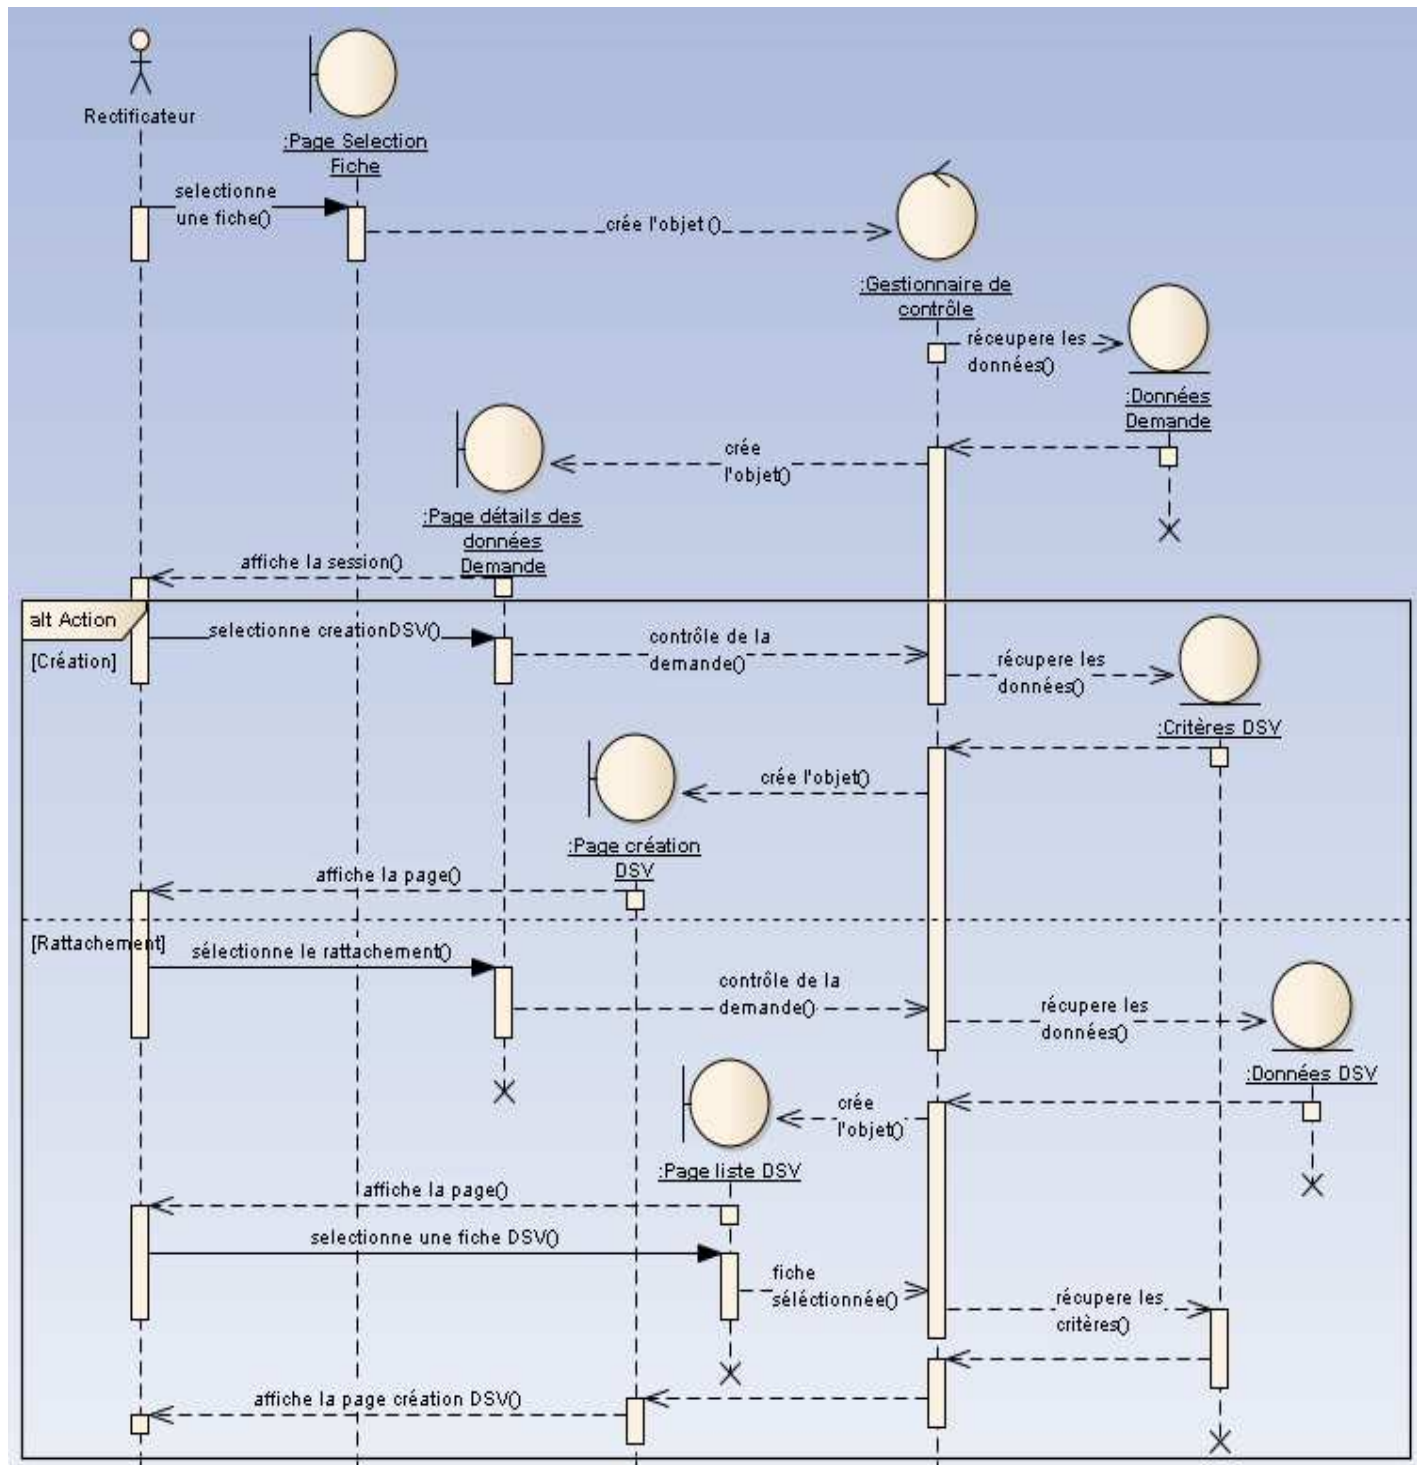 Rectificateur
:Page Selection
Fiche
selectionne
une fiche()
crée l'objet ()
:Gestionnaire de
contrôle
réceupere les
données()
:Données
Demande
crée
l'objet()
:Page détails des
données
Demande
affiche la session()
alt Action
[Création]
selectionne creationDSV()
contrôle de la
demande()
récupere les
données()
:Critères DSV
crée l'objet()
:Page création
DSV
affiche la page()
[Rattachement]
sélectionne le rattachement()
contrôle de la
demande()
récupere les
données()
:Données DSV
crée
l'objet()
:Page liste DSV
affiche la page()
selectionne une fiche DSV()
fiche
séléctionnée()
récupere les
critères()
affiche la page création DSV()